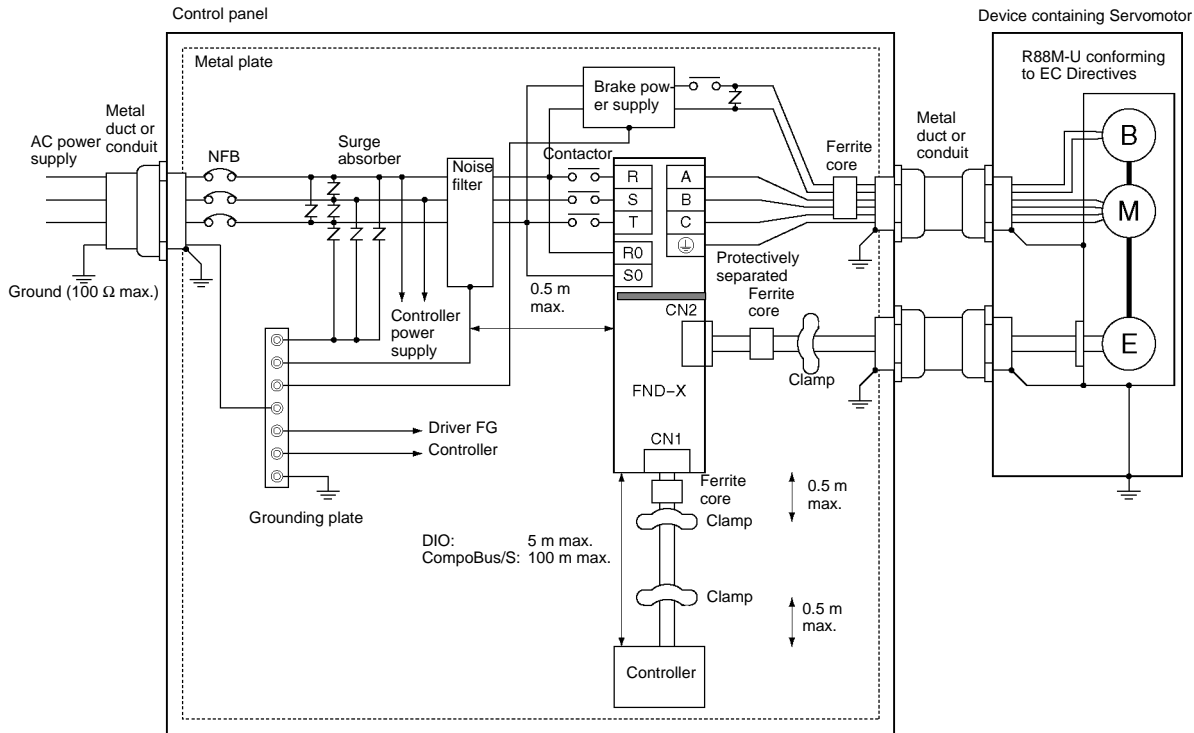 Control panel
Device containing Servomotor
Metal plate
R88M-U conforming
to EC Directives
Brake pow-
er supply
Metal
duct or
conduit
AC power
supply
NFB
Surge
absorber
Noise
filter
Contactor
Ferrite
core
Metal
duct or
conduit
B
M
E
R
S
T
R0
S0
A
B
C
Ground (100 Ω max.)
Controller
power
supply
0.5 m
max.
Protectively
separated
Ferrite
core
CN2
Clamp
FND-X
CN1
Driver FG
Controller
Grounding plate
Ferrite
core
0.5 m
max.
Clamp
DIO: 5 m max.
CompoBus/S: 100 m max.
Clamp
0.5 m
max.
Controller